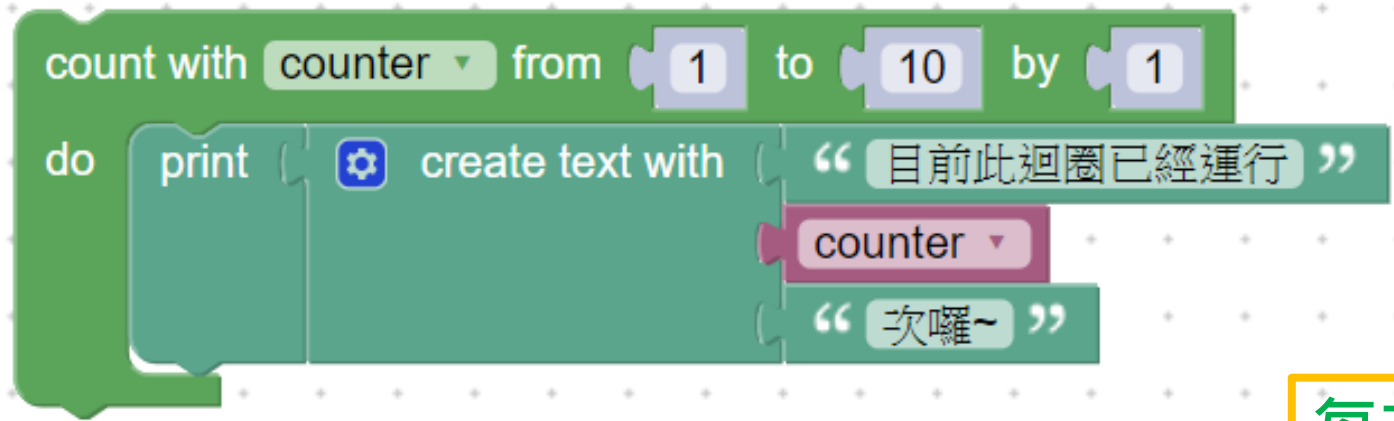 count with counter from 1 to 10 by 1
do print create text with “ 目前此迴圈已經運行 ”
counter
“ 次囉~ ”